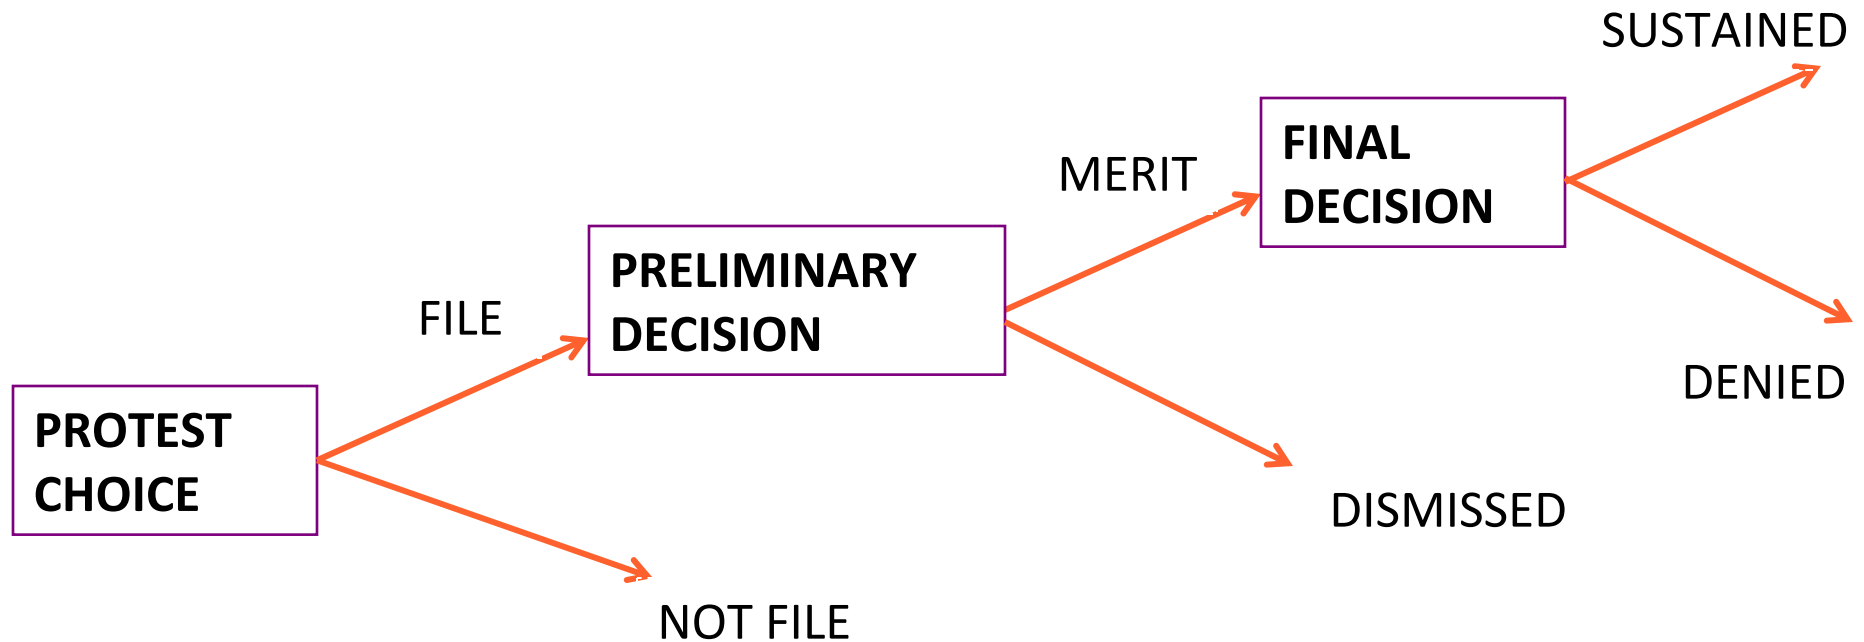 SUSTAINED
FINAL
DECISION
MERIT
PRELIMINARY
DECISION
FILE
DENIED
PROTEST
CHOICE
DISMISSED
NOT FILE